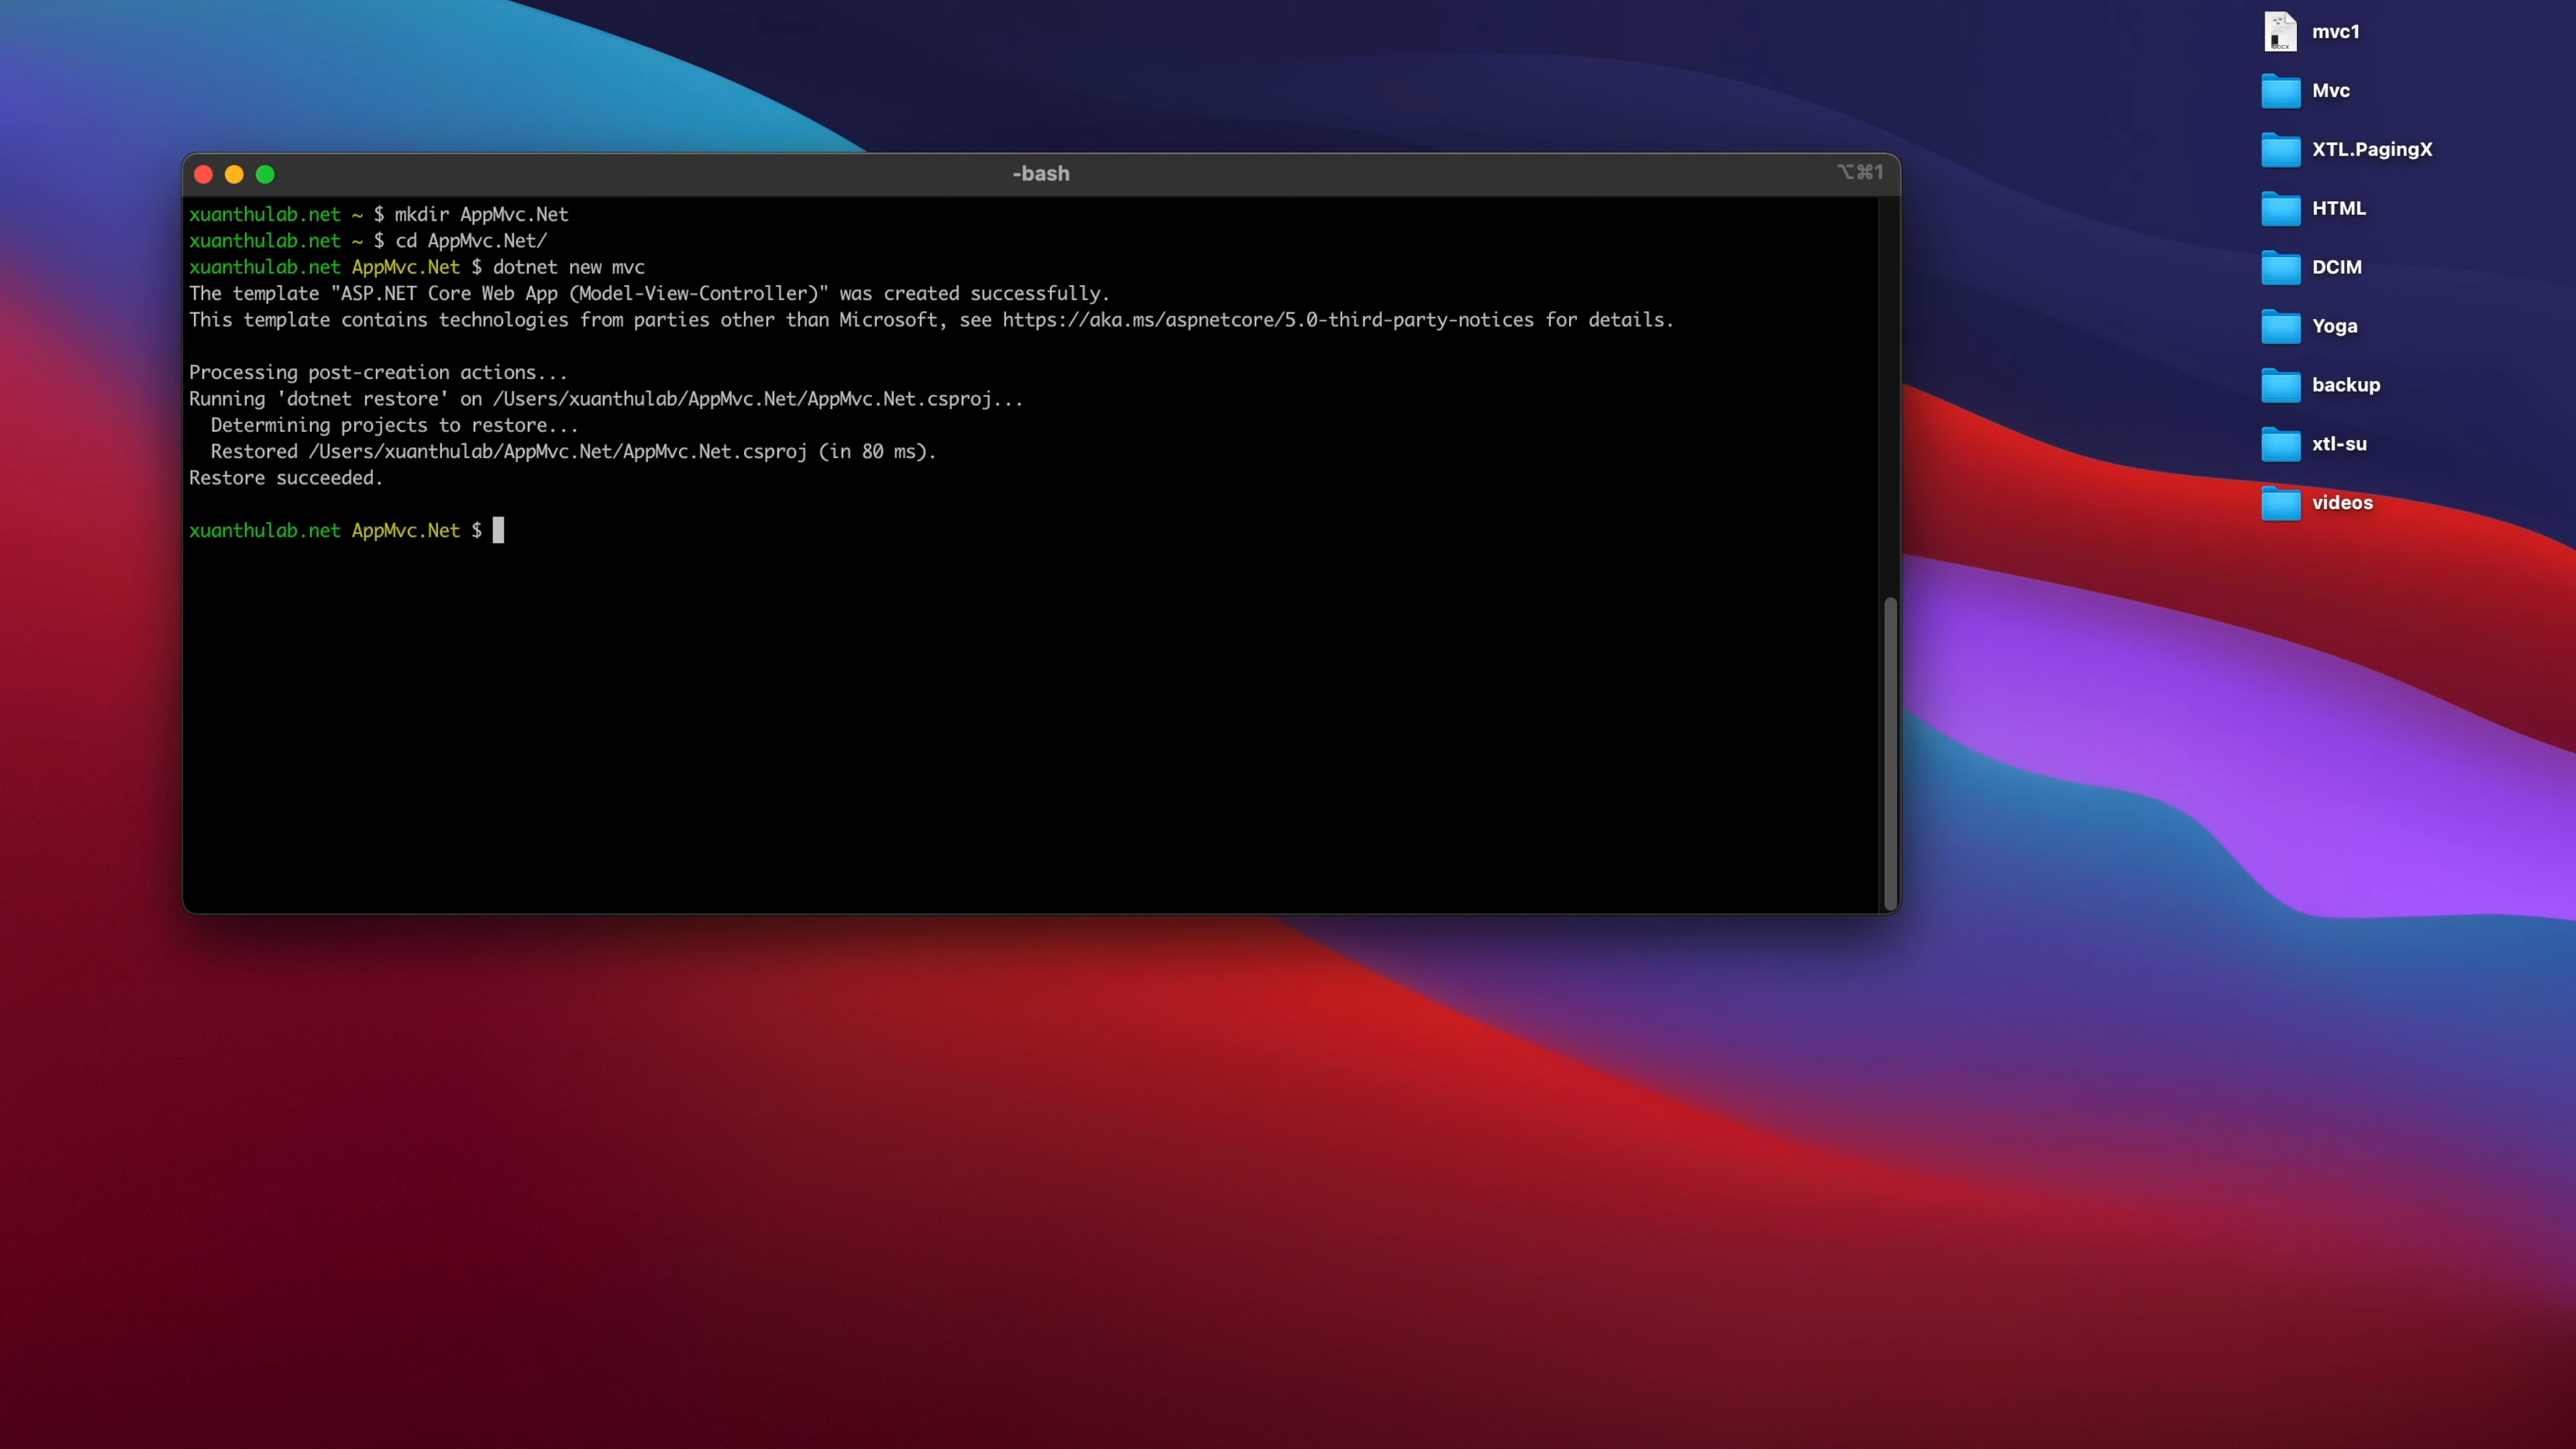 -bash
⌥⌘1
xuanthulab.net ~ $ mkdir AppMvc.Net
xuanthulab.net ~ $ cd AppMvc.Net/
xuanthulab.net AppMvc.Net $ dotnet new mvc
The template "ASP.NET Core Web App (Model-View-Controller)" was created successfully.
This template contains technologies from parties other than Microsoft, see https://aka.ms/aspnetcore/5.0-third-party-notices for details.
Processing post-creation actions...
Running 'dotnet restore' on /Users/xuanthulab/AppMvc.Net/AppMvc.Net.csproj...
Determining projects to restore...
Restored /Users/xuanthulab/AppMvc.Net/AppMvc.Net.csproj (in 80 ms).
Restore succeeded.
xuanthulab.net AppMvc.Net $
DOCX
mvc1
Mvc
XTL.PagingX
HTML
DCIM
Yoga
backup
xtl-su
videos